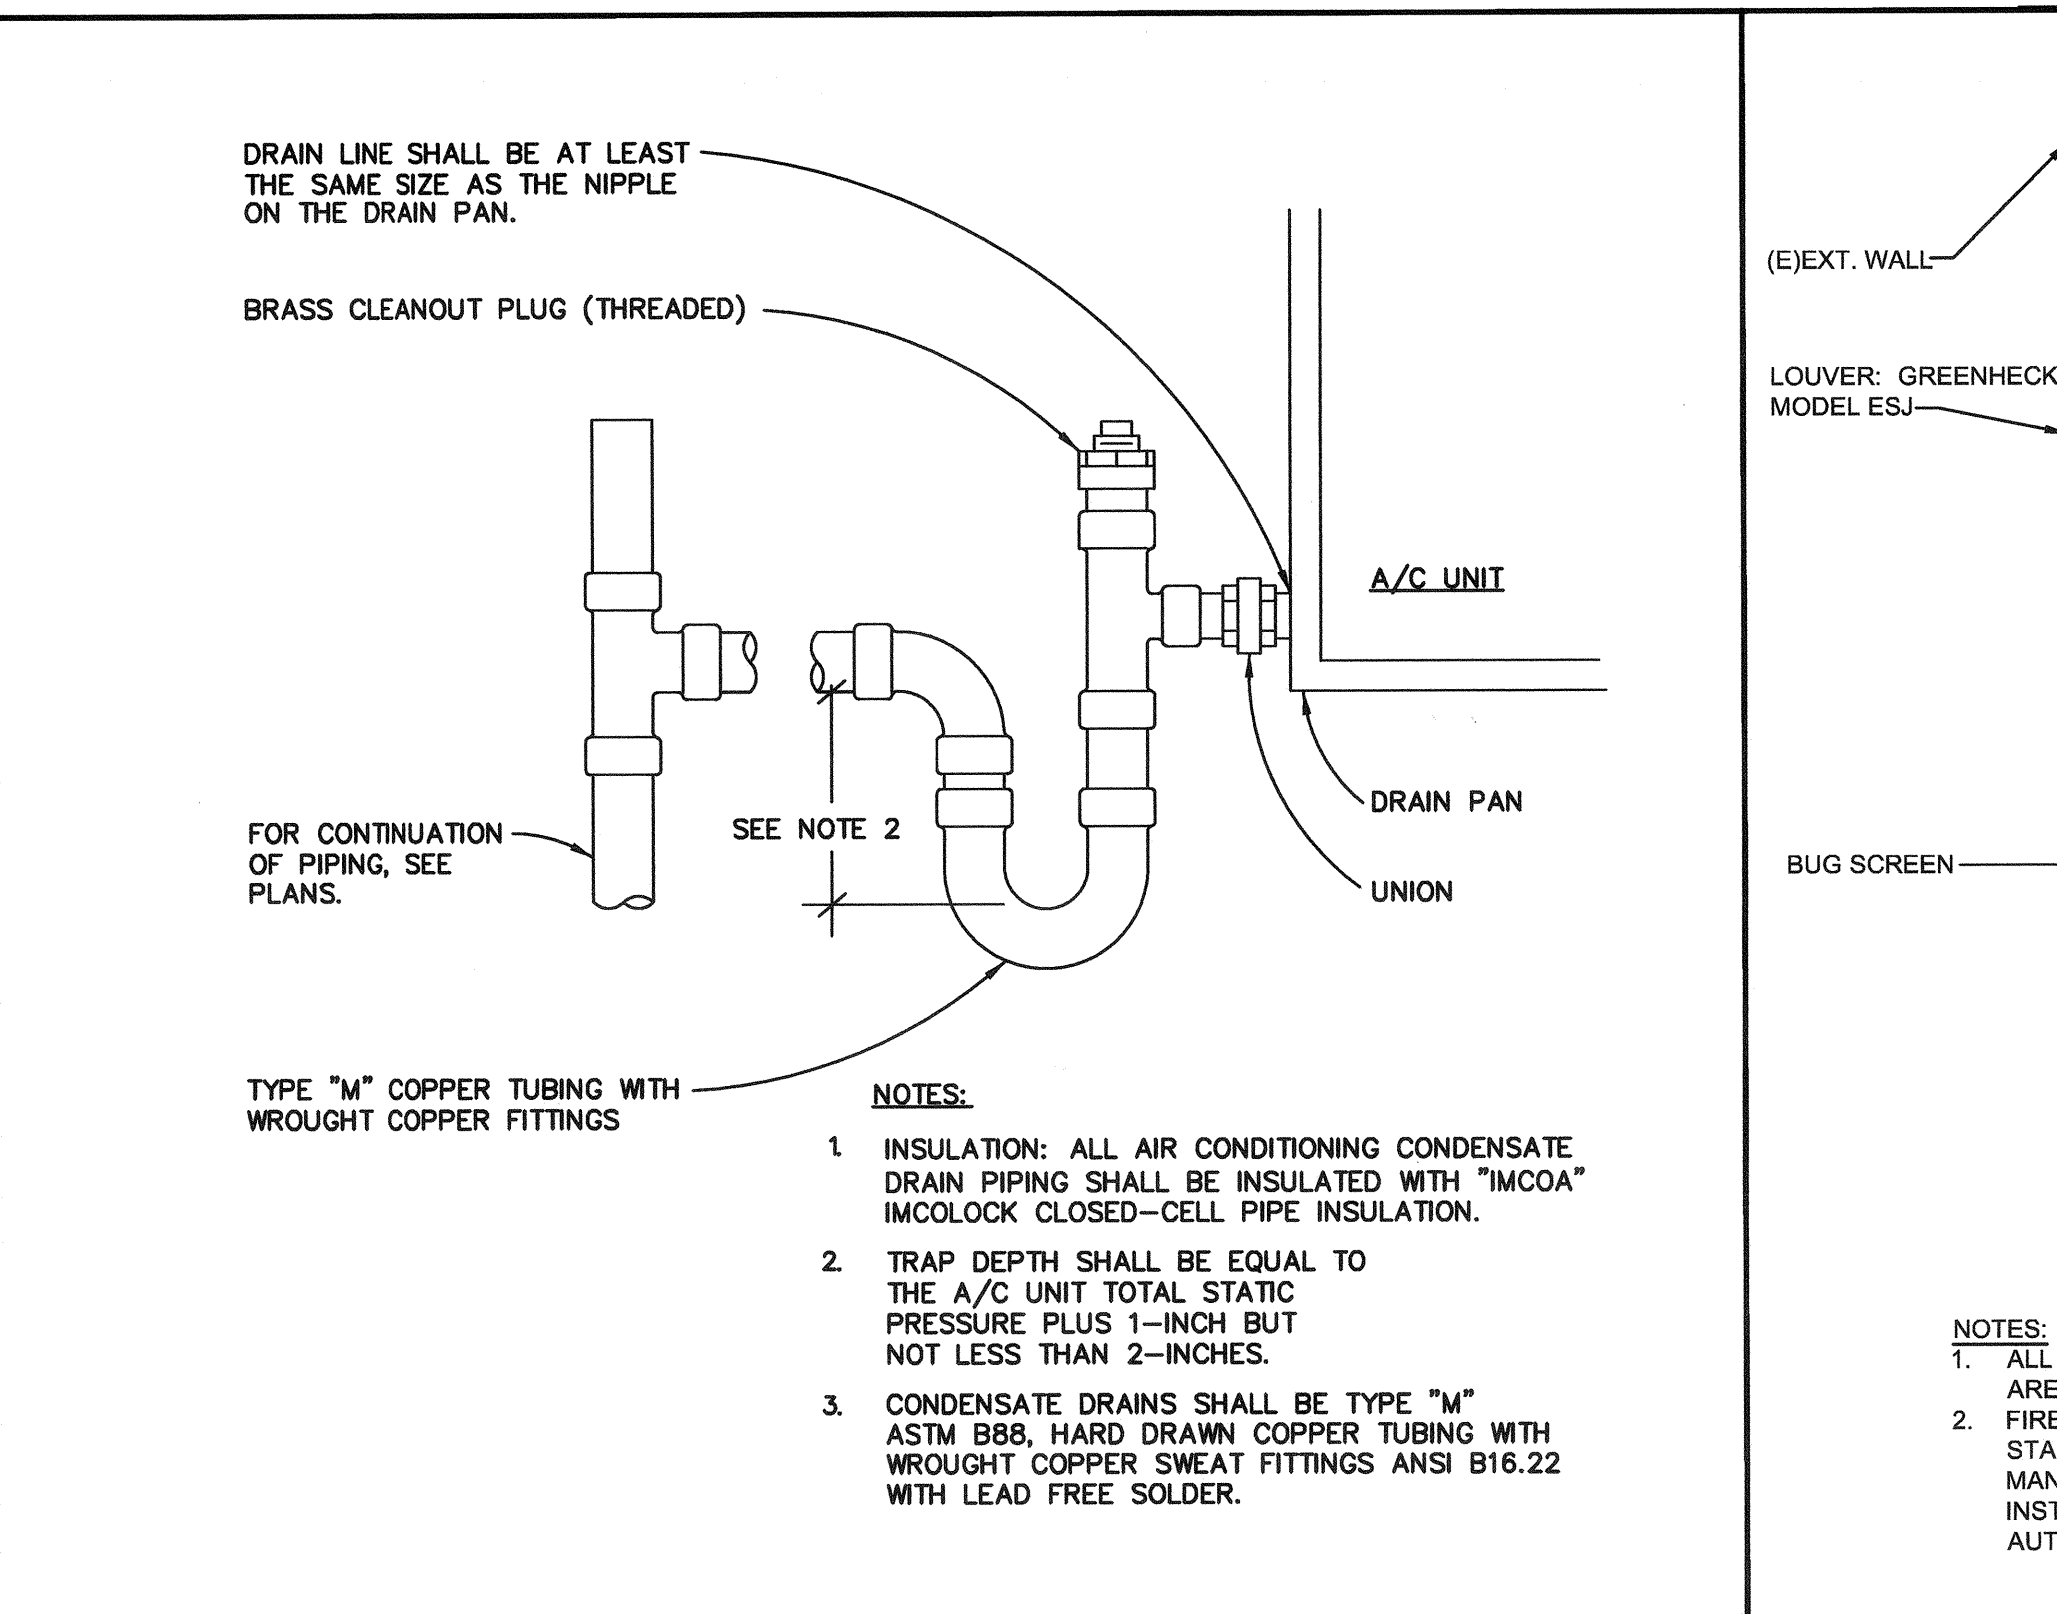 DRAIN LINE SHALL BE AT LEAST
THE SAME SIZE AS THE NIPPLE
ON THE DRAIN PAN.
BRASS CLEANOUT PLUG (THREADED)
A/C UNIT
DRAIN PAN
UNION
SEE NOTE 2
FOR CONTINUATION
OF PIPING, SEE
PLANS.
TYPE "M" COPPER TUBING WITH
WROUGHT COPPER FITTINGS
NOTES:
1. INSULATION: ALL AIR CONDITIONING CONDENSATE
DRAIN PIPING SHALL BE INSULATED WITH "IMCOA"
IMCOLOCK CLOSED-CELL PIPE INSULATION.
2. TRAP DEPTH SHALL BE EQUAL TO
THE A/C UNIT TOTAL STATIC
PRESSURE PLUS 1-INCH BUT
NOT LESS THAN 2-INCHES.
3. CONDENSATE DRAINS SHALL BE TYPE "M"
ASTM B88, HARD DRAWN COPPER TUBING WITH
WROUGHT COPPER SWEAT FITTINGS ANSI B16.22
WITH LEAD FREE SOLDER.
(E)EXT. WALL
LOUVER: GREENHECK
MODEL ESJ
BUG SCREEN
NOTES:
1. ALL
ARE
2. FIRE
STA
MAN
INST
AUT